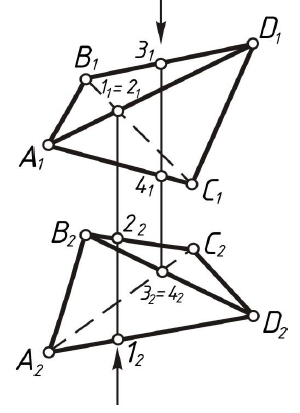 D₁
B₁ 3₁
1₁=2₁
A₁ 4₁ C₁
B₂ 2₂ C₂
3₂=4₂
A₂ 1₂ D₂